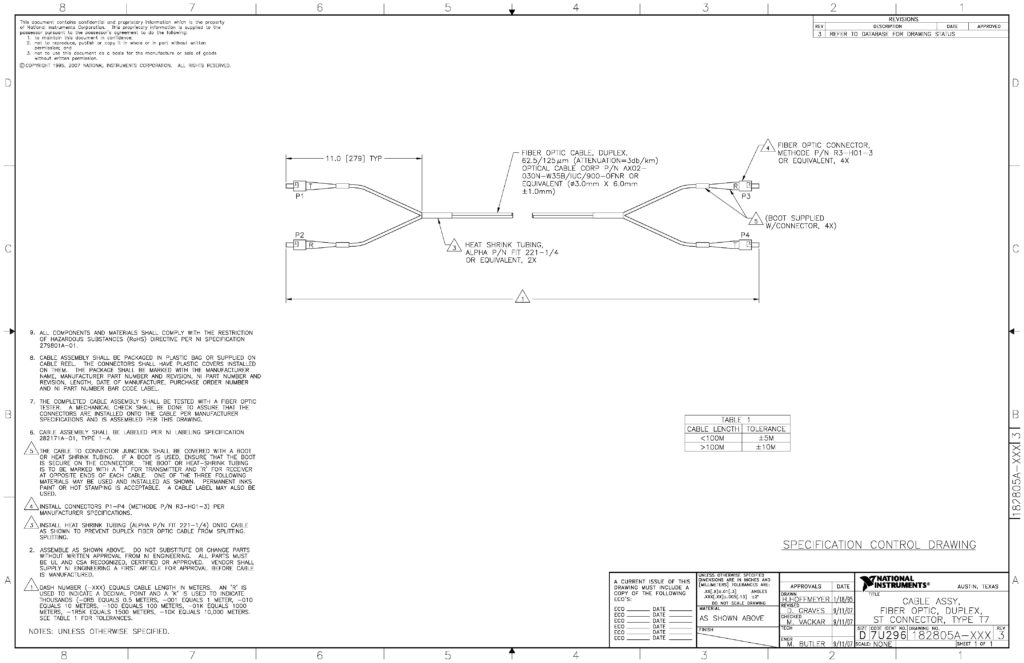 8
7
6
5
4
3
2
1
This document contains confidential and proprietary information which is the property
of National Instruments Corporation. This proprietary information is supplied to the
possessor pursuant to the possessor's agreement to do the following:
1. to maintain this document in confidence;
2. not to reproduce, publish or copy it in whole or in part without written
permission; and
3. not to use this document as a basis for the manufacture or sale of goods
without written permission.
© COPYRIGHT 1995, 2007 NATIONAL INSTRUMENTS CORPORATION. ALL RIGHTS RESERVED.
REVISIONS
REV DESCRIPTION DATE APPROVED
3 REFER TO DATABASE FOR DRAWING STATUS
D
D
11.0 [279] TYP
FIBER OPTIC CABLE, DUPLEX,
62.5/125µm (ATTENUATION=3db/km)
OPTICAL CABLE CORP P/N AX02-
030N-W35B/IUC/900-OFNR OR
EQUIVALENT (ø3.0mm X 6.0mm
±1.0mm)
4 FIBER OPTIC CONNECTOR,
METHODE P/N R3-H01-3
OR EQUIVALENT, 4X
B T
P1
R B
P3
5 (BOOT SUPPLIED
W/CONNECTOR, 4X)
P2
B R
P4
T B
3 HEAT SHRINK TUBING,
ALPHA P/N FIT 221-1/4
OR EQUIVALENT, 2X
C
C
1
9. ALL COMPONENTS AND MATERIALS SHALL COMPLY WITH THE RESTRICTION
OF HAZARDOUS SUBSTANCES (RoHS) DIRECTIVE PER NI SPECIFICATION
279801A-01.
8. CABLE ASSEMBLY SHALL BE PACKAGED IN PLASTIC BAG OR SUPPLIED ON
CABLE REEL. THE CONNECTORS SHALL HAVE PLASTIC COVERS INSTALLED
ON THEM. THE PACKAGE SHALL BE MARKED WITH THE MANUFACTURER
NAME, MANUFACTURER PART NUMBER AND REVISION, NI PART NUMBER AND
REVISION, LENGTH, DATE OF MANUFACTURE, PURCHASE ORDER NUMBER
AND NI PART NUMBER BAR CODE LABEL.
7. THE COMPLETED CABLE ASSEMBLY SHALL BE TESTED WITH A FIBER OPTIC
TESTER. A MECHANICAL CHECK SHALL BE DONE TO ASSURE THAT THE
CONNECTORS ARE INSTALLED ONTO THE CABLE PER MANUFACTURER
SPECIFICATIONS AND IS ASSEMBLED PER THIS DRAWING.
6. CABLE ASSEMBLY SHALL BE LABELED PER NI LABELING SPECIFICATION
282171A-01, TYPE 1-A.
5. THE CABLE TO CONNECTOR JUNCTION SHALL BE COVERED WITH A BOOT
OR HEAT SHRINK TUBING. IF A BOOT IS USED, ENSURE THAT THE BOOT
IS SECURE ON THE CONNECTOR. THE BOOT OR HEAT-SHRINK TUBING
IS TO BE MARKED WITH A "T" FOR TRANSMITTER AND "R" FOR RECEIVER
AT OPPOSITE ENDS OF EACH CABLE. ONE OF THE THREE FOLLOWING
MATERIALS MAY BE USED AND INSTALLED AS SHOWN. PERMANENT INKS
PAINT OR HOT STAMPING IS ACCEPTABLE. A CABLE LABEL MAY ALSO BE
USED.
4. INSTALL CONNECTORS P1-P4 (METHODE P/N R3-H01-3) PER
MANUFACTURER SPECIFICATIONS.
3. INSTALL HEAT SHRINK TUBING (ALPHA P/N FIT 221-1/4) ONTO CABLE
AS SHOWN TO PREVENT DUPLEX FIBER OPTIC CABLE FROM SPLITTING.
SPLITTING.
2. ASSEMBLE AS SHOWN ABOVE. DO NOT SUBSTITUTE OR CHANGE PARTS
WITHOUT WRITTEN APPROVAL FROM NI ENGINEERING. ALL PARTS MUST
BE UL AND CSA RECOGNIZED, CERTIFIED OR APPROVED. VENDOR SHALL
SUPPLY NI ENGINEERING A FIRST ARTICLE FOR APPROVAL BEFORE CABLE
IS MANUFACTURED.
1. DASH NUMBER (-XXX) EQUALS CABLE LENGTH IN METERS. AN "R" IS
USED TO INDICATE A DECIMAL POINT AND A "K" IS USED TO INDICATE
THOUSANDS (-0R5 EQUALS 0.5 METERS, -001 EQUALS 1 METER, -010
EQUALS 10 METERS, -100 EQUALS 100 METERS, -01K EQUALS 1000
METERS, -1R5K EQUALS 1500 METERS, -10K EQUALS 10,000 METERS.
SEE TABLE 1 FOR TOLERANCES.
NOTES: UNLESS OTHERWISE SPECIFIED.
TABLE 1
CABLE LENGTH TOLERANCE
<100M ±5M
>100M ±10M
B
B
182805A-XXX 3
SPECIFICATION CONTROL DRAWING
A
A
A CURRENT ISSUE OF THIS
DRAWING MUST INCLUDE A
COPY OF THE FOLLOWING
ECO'S:
ECO DATE
ECO DATE
ECO DATE
ECO DATE
ECO DATE
ECO DATE
UNLESS OTHERWISE SPECIFIED
DIMENSIONS ARE IN INCHES AND
[MILLIMETERS] TOLERANCES ARE:
.XX[.X]±.01[.3] ANGLES
.XXX[.XX]±.005[.13] ±2°
DO NOT SCALE DRAWING
MATERIAL
AS SHOWN ABOVE
FINISH
APPROVALS DATE
DRAWN
H.HOFFMEYER 1/18/95
REVISED
D. GRAVES 9/11/07
CHECKED
M. VACKAR 9/11/07
TECH
ENGR
M. BUTLER 9/11/07
NATIONAL
INSTRUMENTS®
AUSTIN, TEXAS
TITLE
CABLE ASSY,
FIBER OPTIC, DUPLEX,
ST CONNECTOR, TYPE T7
SIZE CODE IDENT NO. DRAWING NO. REV
D 7U296 182805A-XXX 3
SCALE: NONE SHEET 1 OF 1
8
7
6
5
4
3
2
1